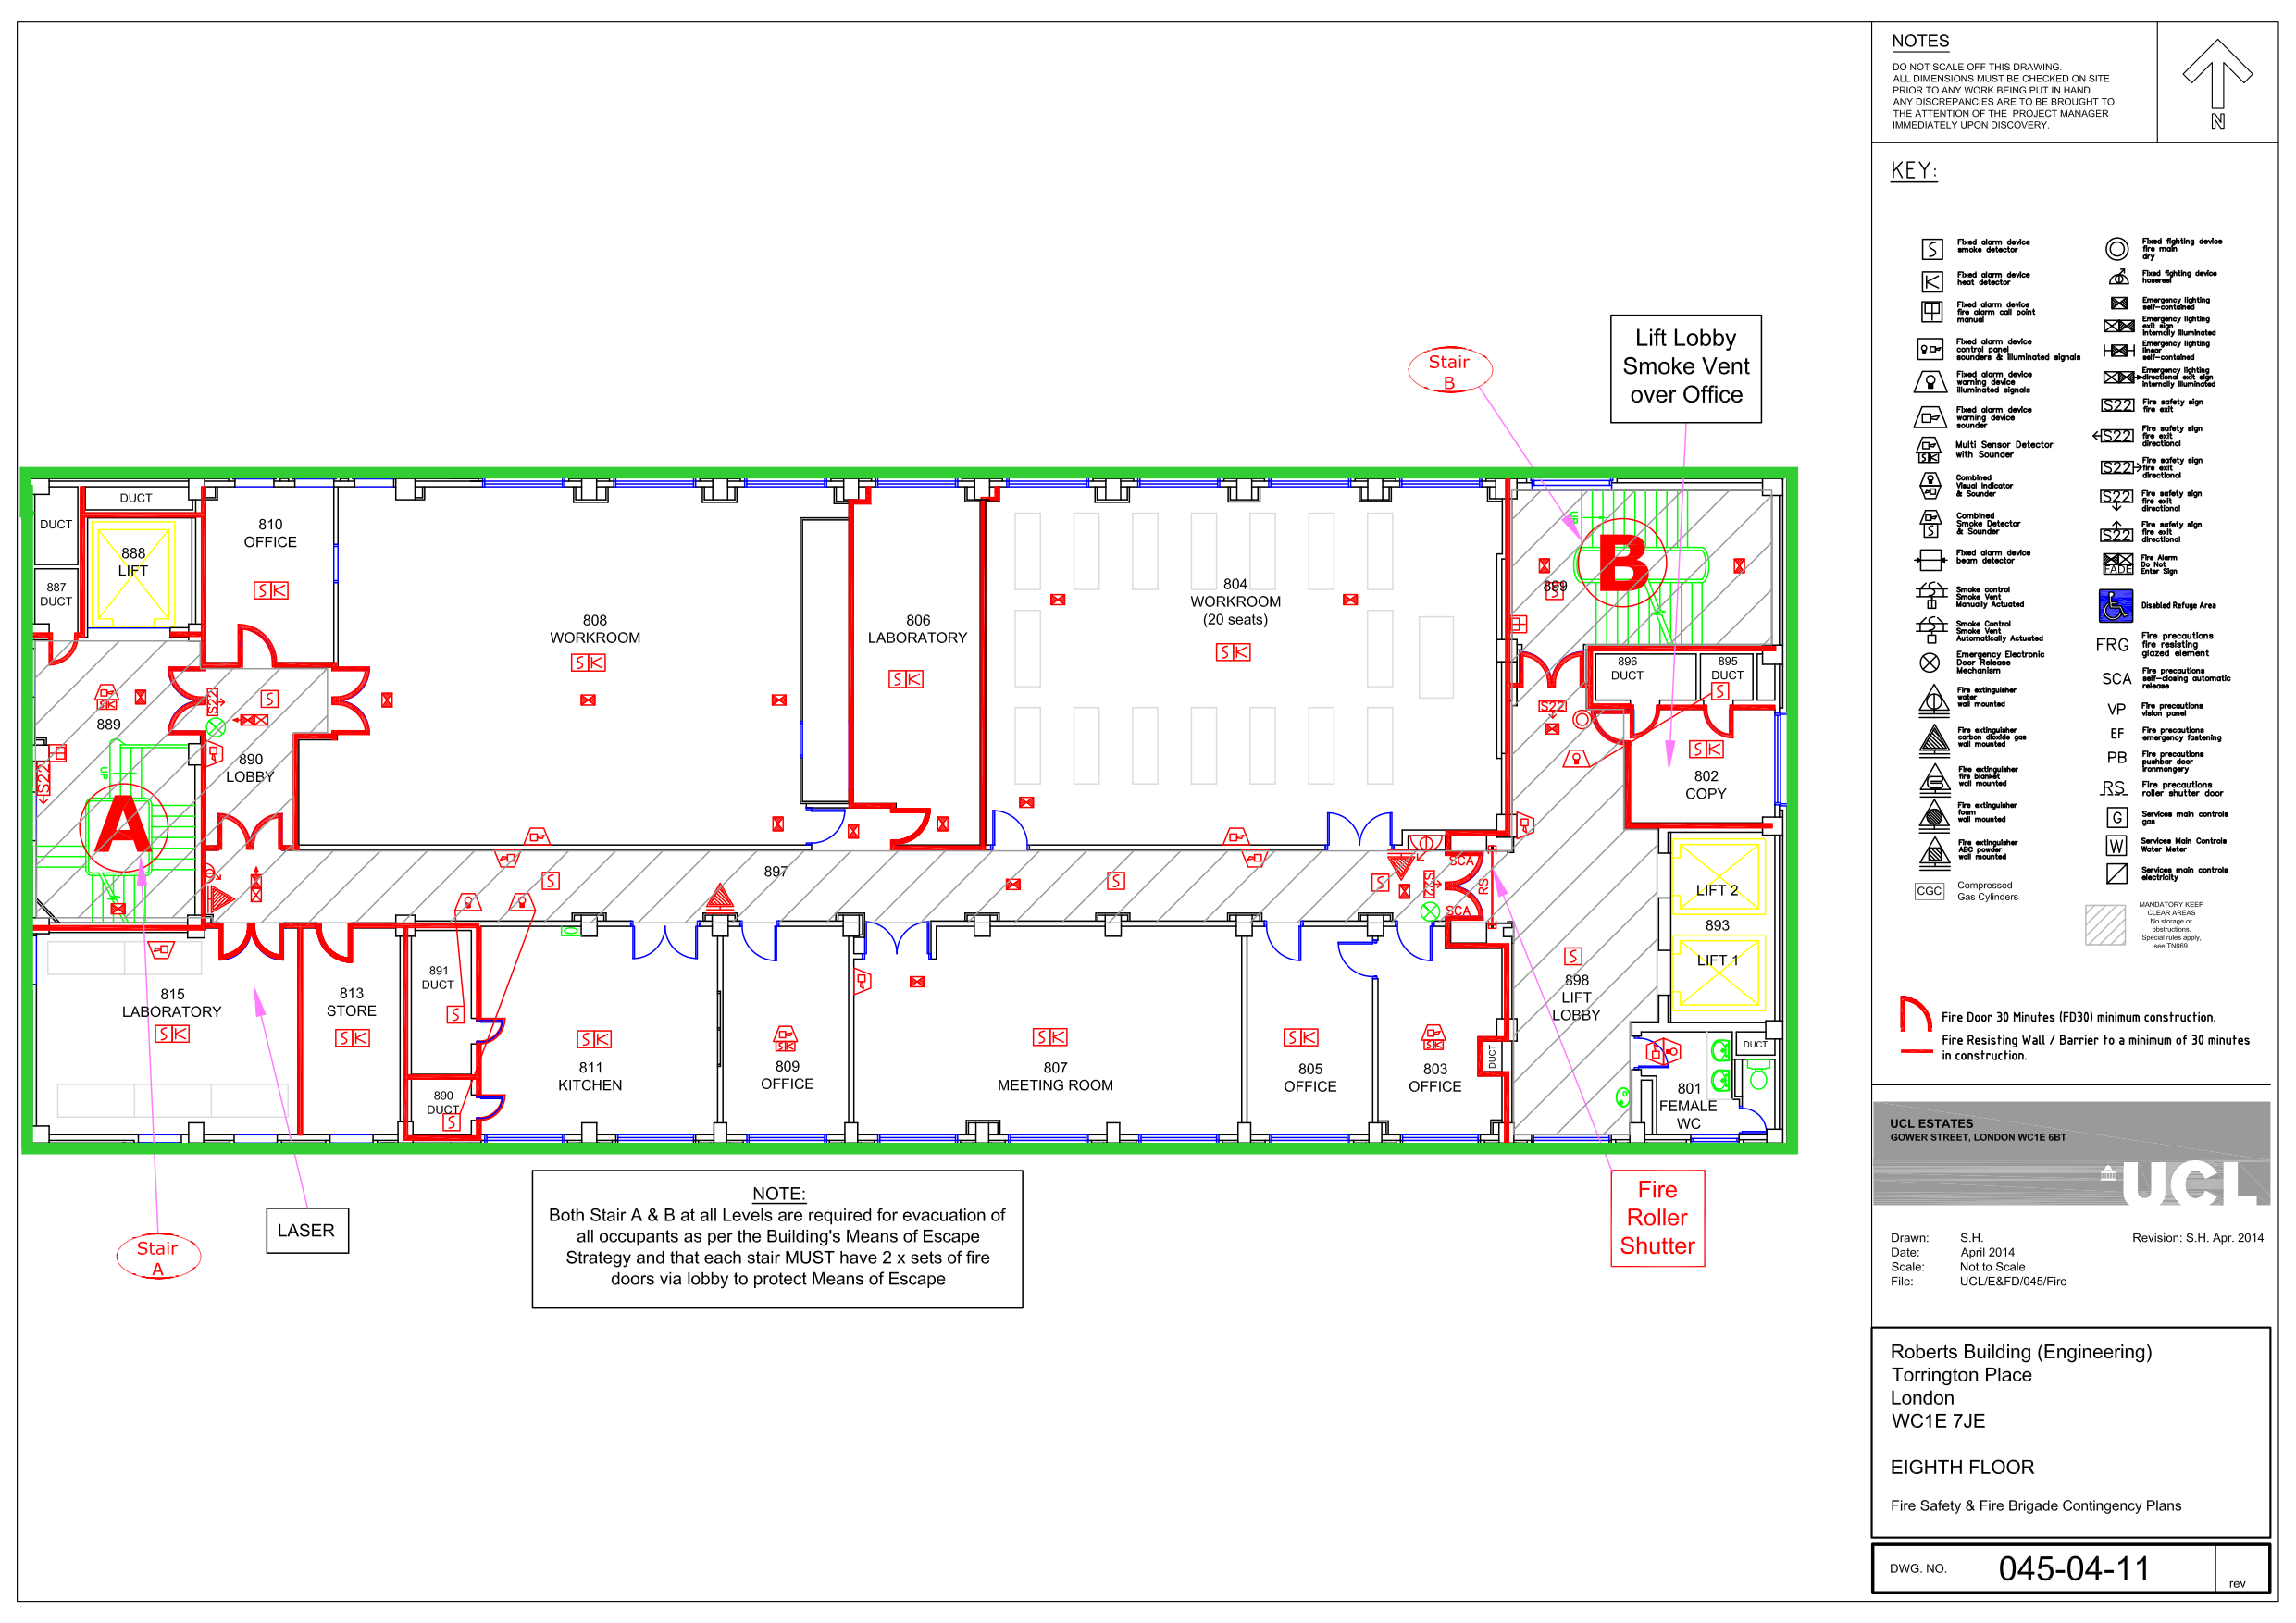 NOTES
DO NOT SCALE OFF THIS DRAWING.
ALL DIMENSIONS MUST BE CHECKED ON SITE
PRIOR TO ANY WORK BEING PUT IN HAND.
ANY DISCREPANCIES ARE TO BE BROUGHT TO
THE ATTENTION OF THE PROJECT MANAGER
IMMEDIATELY UPON DISCOVERY.
N
KEY:
S
Fixed alarm device
smoke detector
K
Fixed alarm device
heat detector
Fixed alarm device
fire alarm call point
manual
Fixed alarm device
control panel
sounders & illuminated signals
Fixed alarm device
warning device
illuminated signals
Fixed alarm device
warning device
sounder
SK
Multi Sensor Detector
with Sounder
Combined
Visual Indicator
& Sounder
S
Combined
Smoke Detector
& Sounder
Fixed alarm device
beam detector
Smoke control
Smoke Vent
Manually Actuated
Smoke Control
Smoke Vent
Automatically Actuated
Emergency Electronic
Door Release
Mechanism
Fire extinguisher
water
wall mounted
Fire extinguisher
carbon dioxide gas
wall mounted
Fire extinguisher
fire blanket
wall mounted
Fire extinguisher
foam
wall mounted
Fire extinguisher
ABC powder
wall mounted
CGC
Compressed
Gas Cylinders
Fixed fighting device
fire main
dry
Fixed fighting device
hosereel
Emergency lighting
self-contained
Emergency lighting
exit sign
Internally illuminated
Emergency lighting
linear
self-contained
Emergency lighting
directional exit sign
Internally illuminated
S22
Fire safety sign
fire exit
S22
Fire safety sign
fire exit
directional
S22
Fire safety sign
fire exit
directional
S22
Fire safety sign
fire exit
directional
S22
Fire safety sign
fire exit
directional
FADE
Fire Alarm
Do Not
Enter Sign
Disabled Refuge Area
FRG
Fire precautions
fire resisting
glazed element
SCA
Fire precautions
self-closing automatic
release
VP
Fire precautions
vision panel
EF
Fire precautions
emergency fastening
PB
Fire precautions
pushbar door
ironmongery
RS
Fire precautions
roller shutter door
G
Services main controls
gas
W
Services Main Controls
Water Meter
Services main controls
electricity
MANDATORY KEEP
CLEAR AREAS
No storage or
obstructions.
Special rules apply,
see TN069.
Fire Door 30 Minutes (FD30) minimum construction.
Fire Resisting Wall / Barrier to a minimum of 30 minutes
in construction.
UCL ESTATES
GOWER STREET, LONDON WC1E 6BT
UCL
Drawn: S.H.
Revision: S.H. Apr. 2014
Date: April 2014
Scale: Not to Scale
File: UCL/E&FD/045/Fire
Roberts Building (Engineering)
Torrington Place
London
WC1E 7JE
EIGHTH FLOOR
Fire Safety & Fire Brigade Contingency Plans
DWG. NO. 045-04-11
rev
Stair
B
Lift Lobby
Smoke Vent
over Office
DUCT
DUCT
887
DUCT
888
LIFT
810
OFFICE
SK
808
WORKROOM
SK
806
LABORATORY
SK
804
WORKROOM
(20 seats)
SK
UP
B
899
S
896
DUCT
895
DUCT
S
S22
SK
802
COPY
SK
889
S22
S
S22
890
LOBBY
UP
A
897
S
S
S
S22
SCA
SCA
RS
LIFT 2
893
LIFT 1
S
898
LIFT
LOBBY
815
LABORATORY
SK
813
STORE
SK
891
DUCT
S
890
DUCT
S
SK
811
KITCHEN
SK
809
OFFICE
SK
807
MEETING ROOM
SK
805
OFFICE
SK
803
OFFICE
DUCT
DUCT
801
FEMALE
WC
Stair
A
LASER
NOTE:
Both Stair A & B at all Levels are required for evacuation of
all occupants as per the Building's Means of Escape
Strategy and that each stair MUST have 2 x sets of fire
doors via lobby to protect Means of Escape
Fire
Roller
Shutter